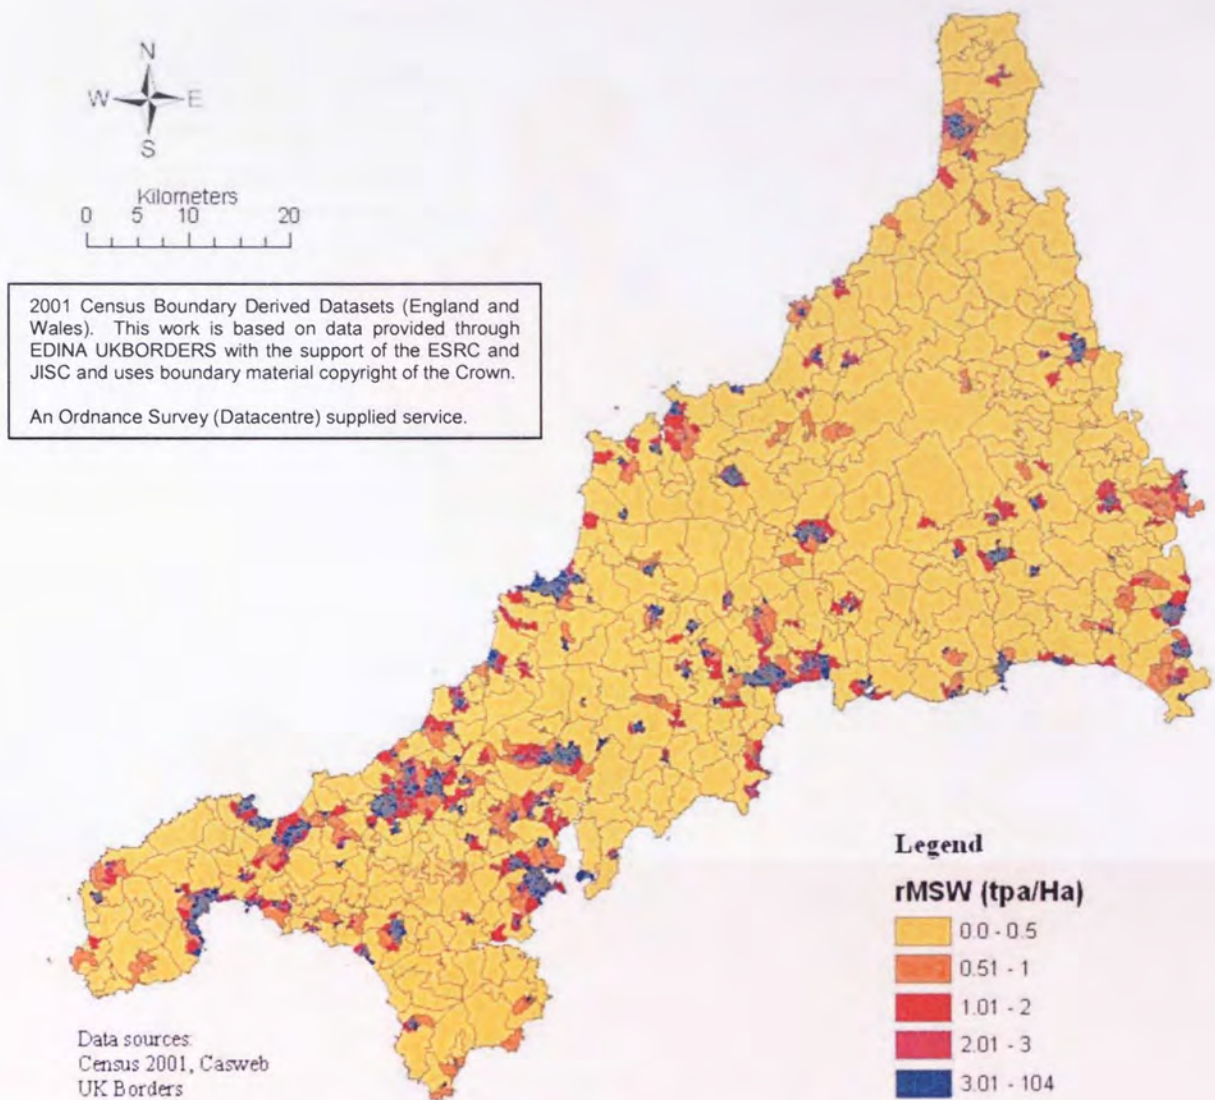 N
W E
S
Kilometers
0 5 10 20
2001 Census Boundary Derived Datasets (England and
Wales). This work is based on data provided through
EDINA UKBORDERS with the support of the ESRC and
JISC and uses boundary material copyright of the Crown.
An Ordnance Survey (Datacentre) supplied service.
Legend
rMSW (tpa/Ha)
0.0 - 0.5
0.51 - 1
1.01 - 2
2.01 - 3
3.01 - 104
Data sources:
Census 2001, Casweb
UK Borders